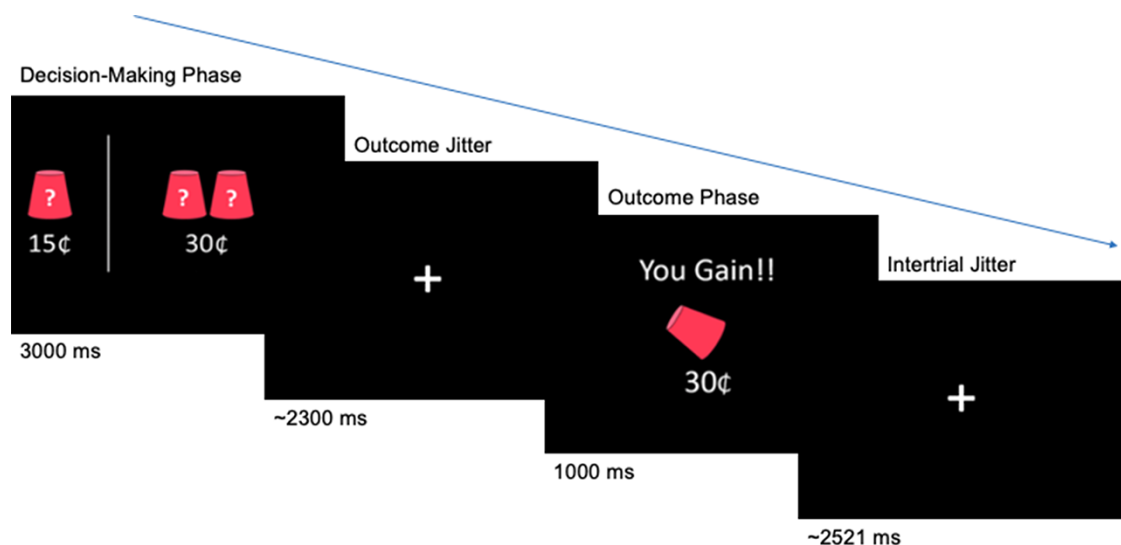 Decision-Making Phase
?
? ?
15¢
30¢
3000 ms
Outcome Jitter
+
~2300 ms
Outcome Phase
You Gain!!
30¢
1000 ms
Intertrial Jitter
+
~2521 ms